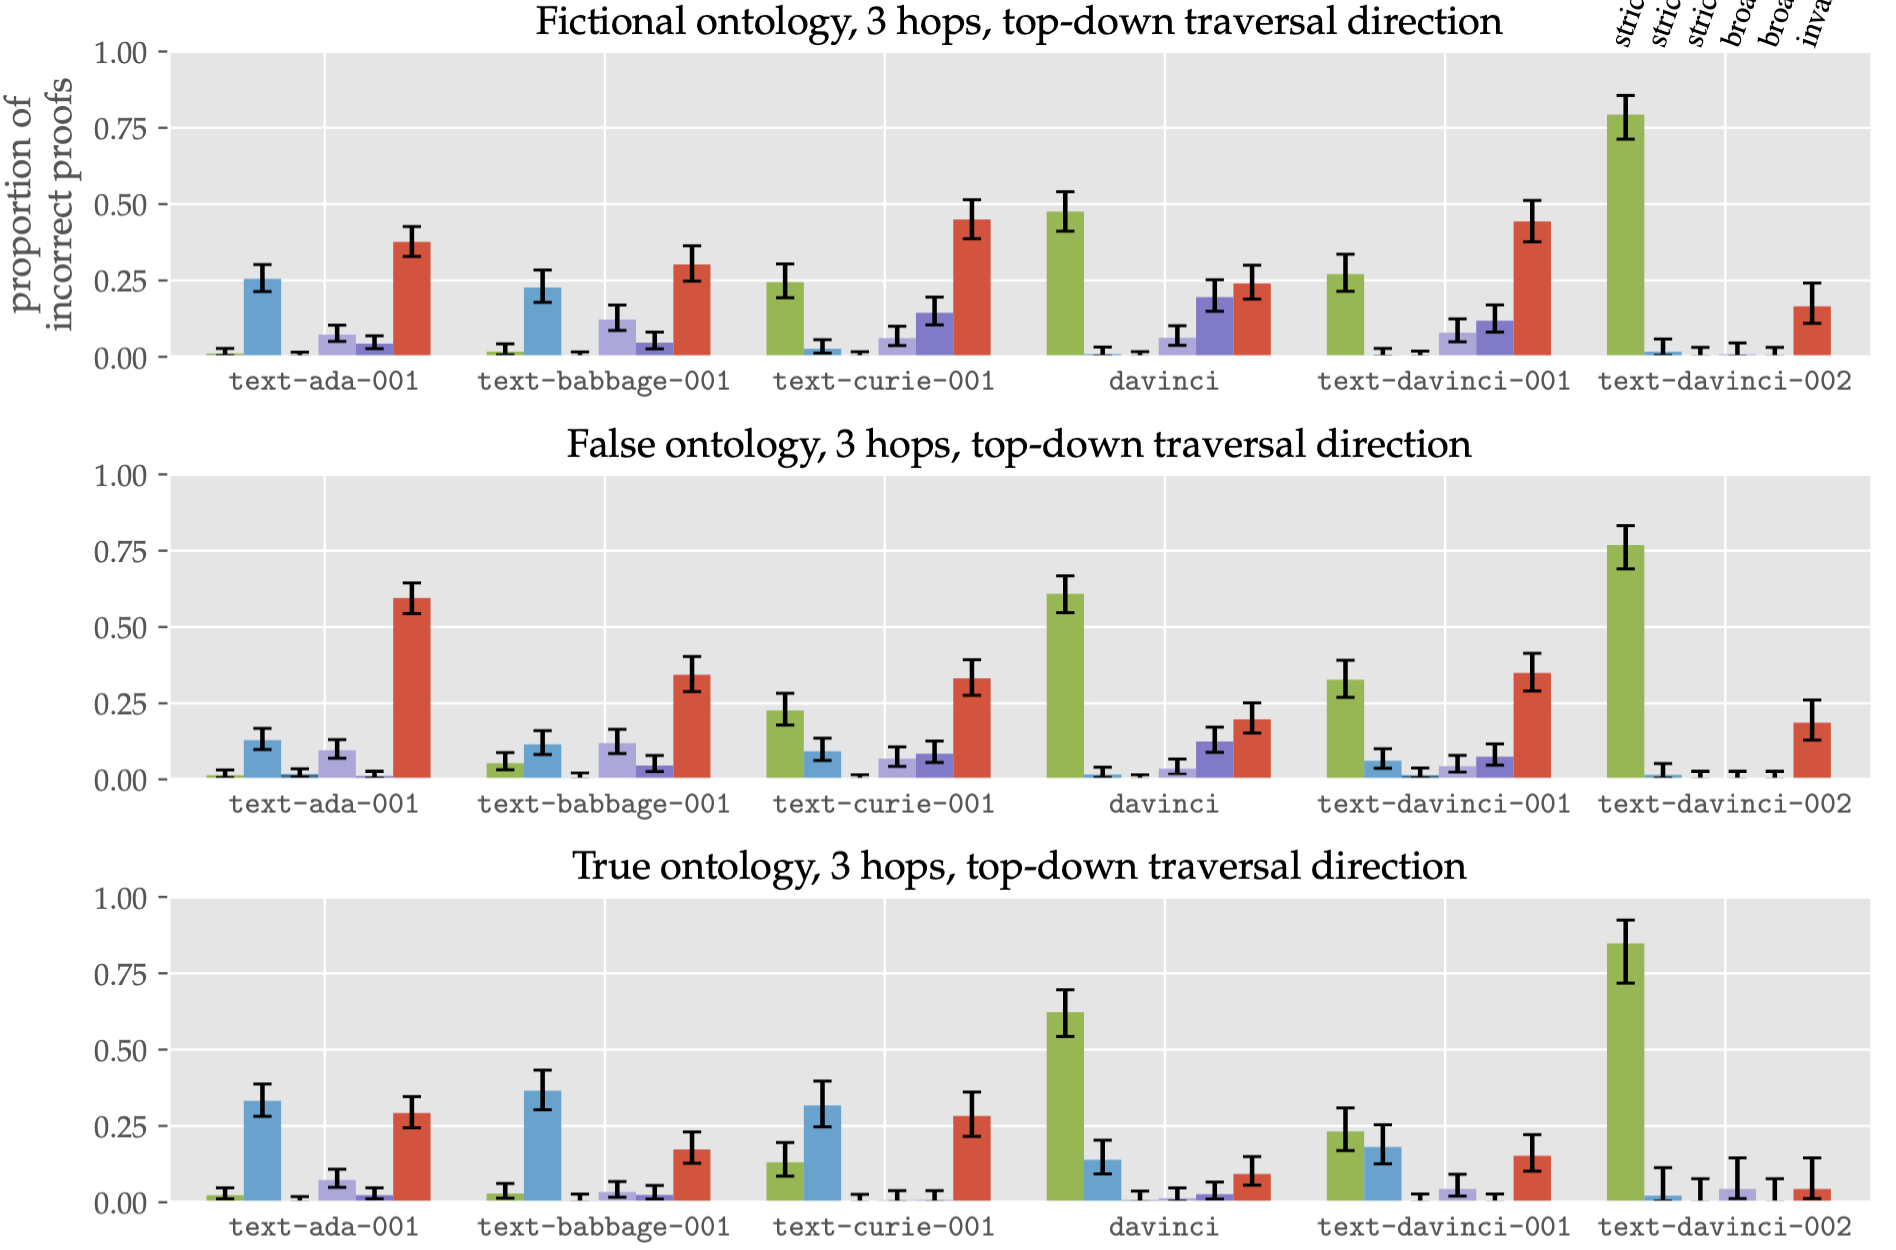 Fictional ontology, 3 hops, top-down traversal direction
proportion of
incorrect proofs
1.00
0.75
0.50
0.25
0.00
text-ada-001 text-babbage-001 text-curie-001 davinci text-davinci-001 text-davinci-002
False ontology, 3 hops, top-down traversal direction
1.00
0.75
0.50
0.25
0.00
text-ada-001 text-babbage-001 text-curie-001 davinci text-davinci-001 text-davinci-002
True ontology, 3 hops, top-down traversal direction
1.00
0.75
0.50
0.25
0.00
text-ada-001 text-babbage-001 text-curie-001 davinci text-davinci-001 text-davinci-002